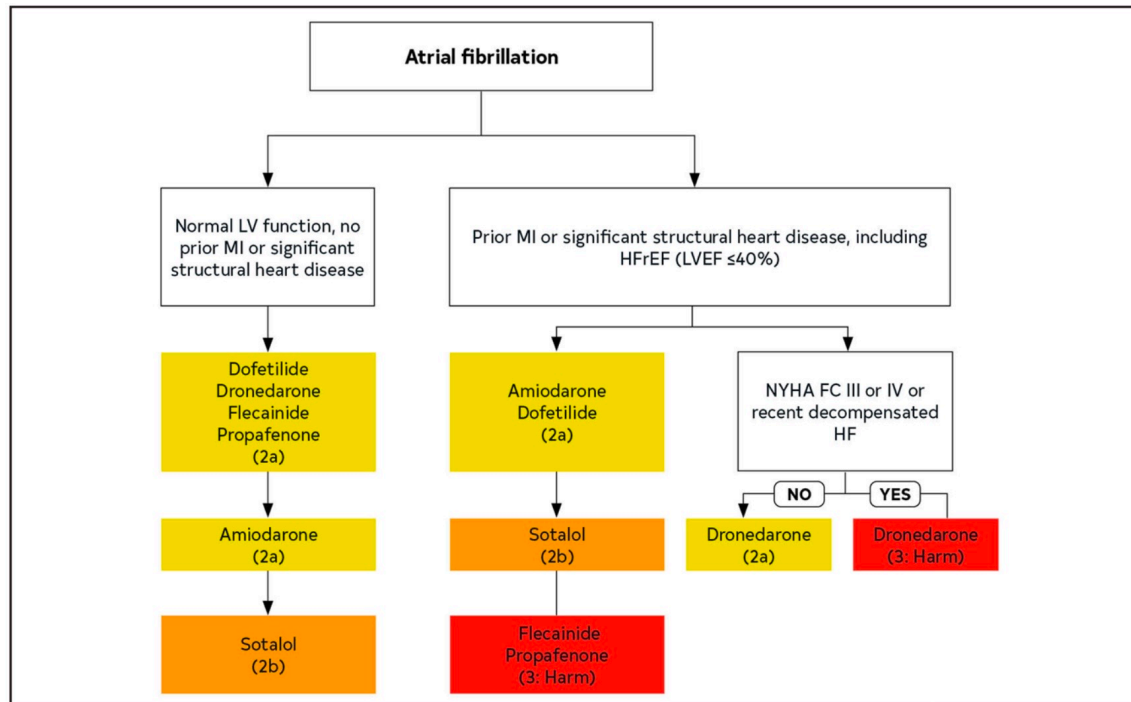 Atrial fibrillation
Normal LV function, no
prior MI or significant
structural heart disease
Prior MI or significant structural heart disease, including
HFrEF (LVEF ≤40%)
Dofetilide
Dronedarone
Flecainide
Propafenone
(2a)
Amiodarone
Dofetilide
(2a)
NYHA FC III or IV or
recent decompensated
HF
NO
YES
Amiodarone
(2a)
Sotalol
(2b)
Dronedarone
(2a)
Dronedarone
(3: Harm)
Sotalol
(2b)
Flecainide
Propafenone
(3: Harm)